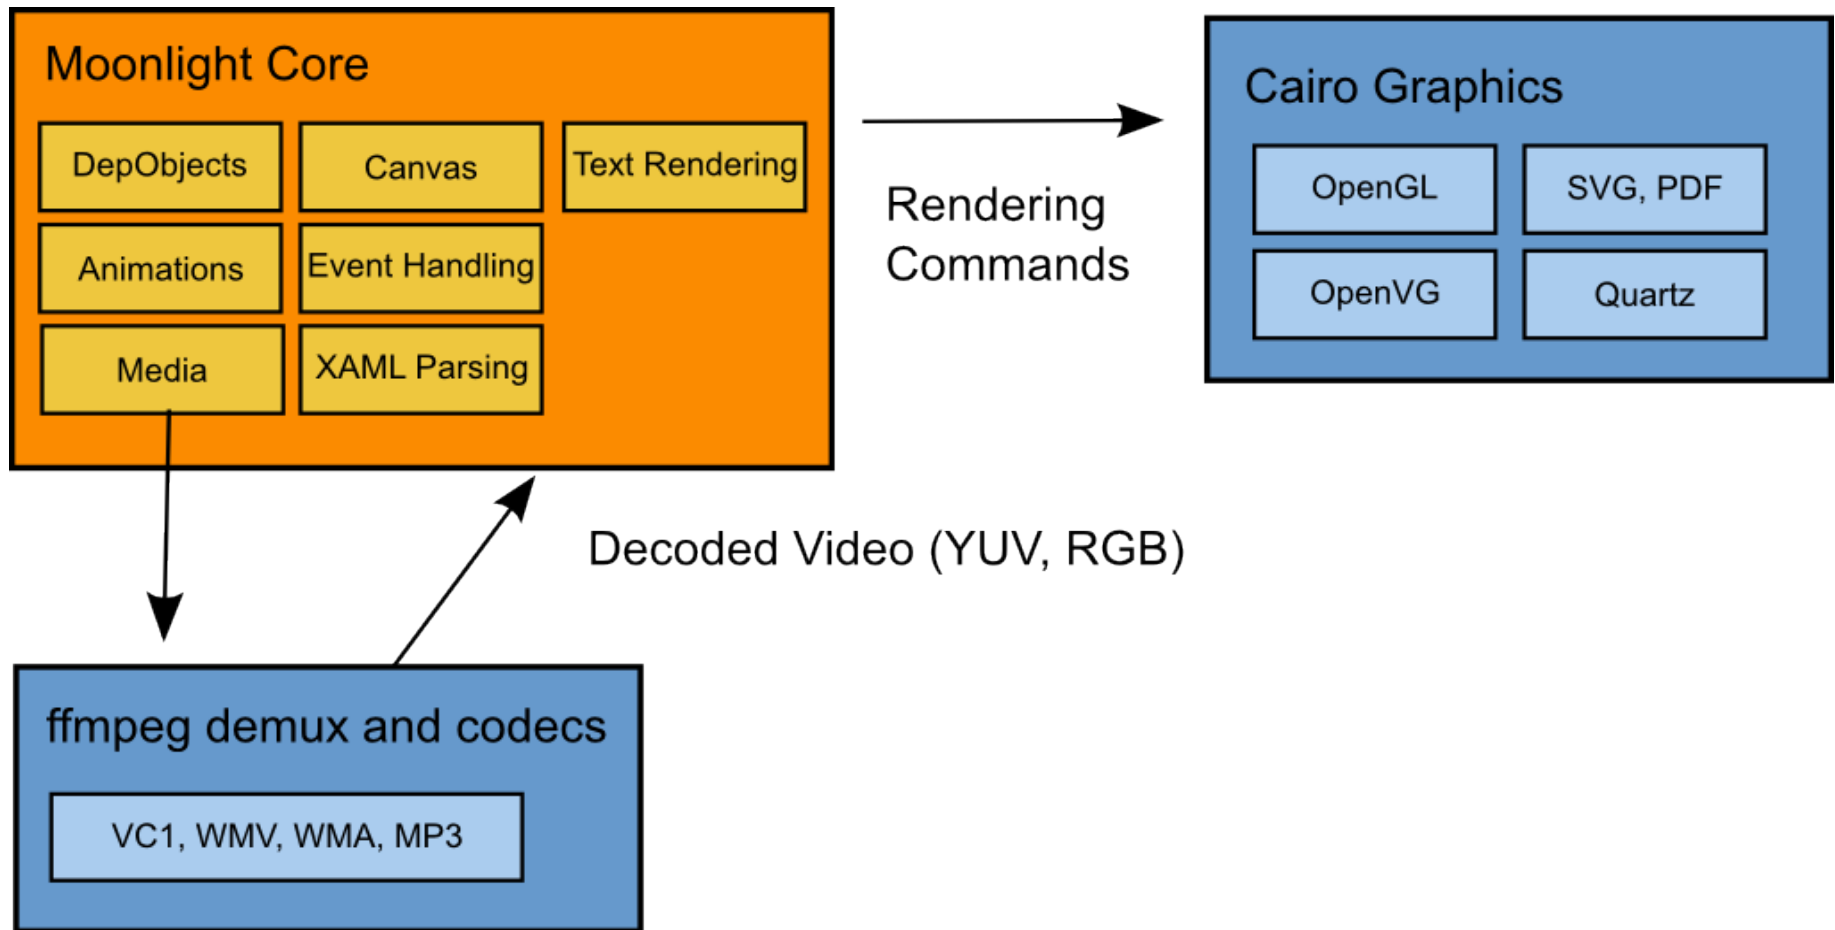 Moonlight Core
DepObjects
Canvas
Text Rendering
Animations
Event Handling
Media
XAML Parsing
Rendering
Commands
Cairo Graphics
OpenGL
SVG, PDF
OpenVG
Quartz
Decoded Video (YUV, RGB)
ffmpeg demux and codecs
VC1, WMV, WMA, MP3